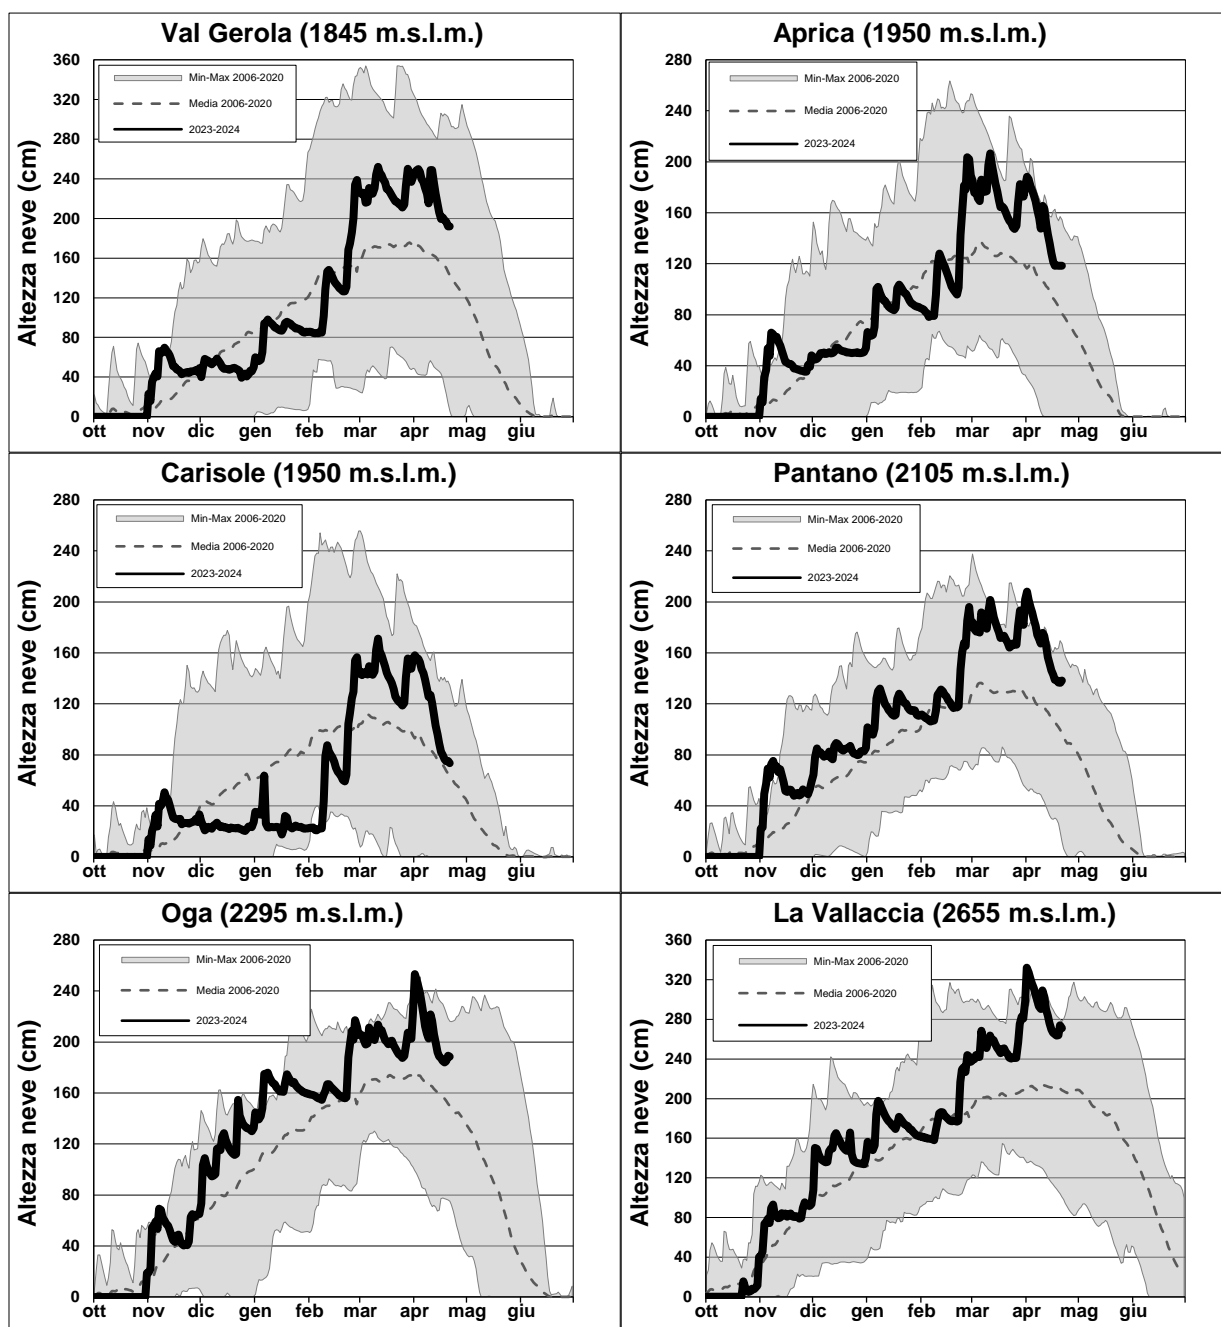 Val Gerola (1845 m.s.l.m.)
Altezza neve (cm)
360
320
280
240
200
160
120
80
40
0
Min-Max 2006-2020
Media 2006-2020
2023-2024
ott nov dic gen feb mar apr mag giu
Aprica (1950 m.s.l.m.)
Altezza neve (cm)
280
240
200
160
120
80
40
0
Min-Max 2006-2020
Media 2006-2020
2023-2024
ott nov dic gen feb mar apr mag giu
Carisole (1950 m.s.l.m.)
Altezza neve (cm)
280
240
200
160
120
80
40
0
Min-Max 2006-2020
Media 2006-2020
2023-2024
ott nov dic gen feb mar apr mag giu
Pantano (2105 m.s.l.m.)
Altezza neve (cm)
280
240
200
160
120
80
40
0
Min-Max 2006-2020
Media 2006-2020
2023-2024
ott nov dic gen feb mar apr mag giu
Oga (2295 m.s.l.m.)
Altezza neve (cm)
280
240
200
160
120
80
40
0
Min-Max 2006-2020
Media 2006-2020
2023-2024
ott nov dic gen feb mar apr mag giu
La Vallaccia (2655 m.s.l.m.)
Altezza neve (cm)
360
320
280
240
200
160
120
80
40
0
Min-Max 2006-2020
Media 2006-2020
2023-2024
ott nov dic gen feb mar apr mag giu